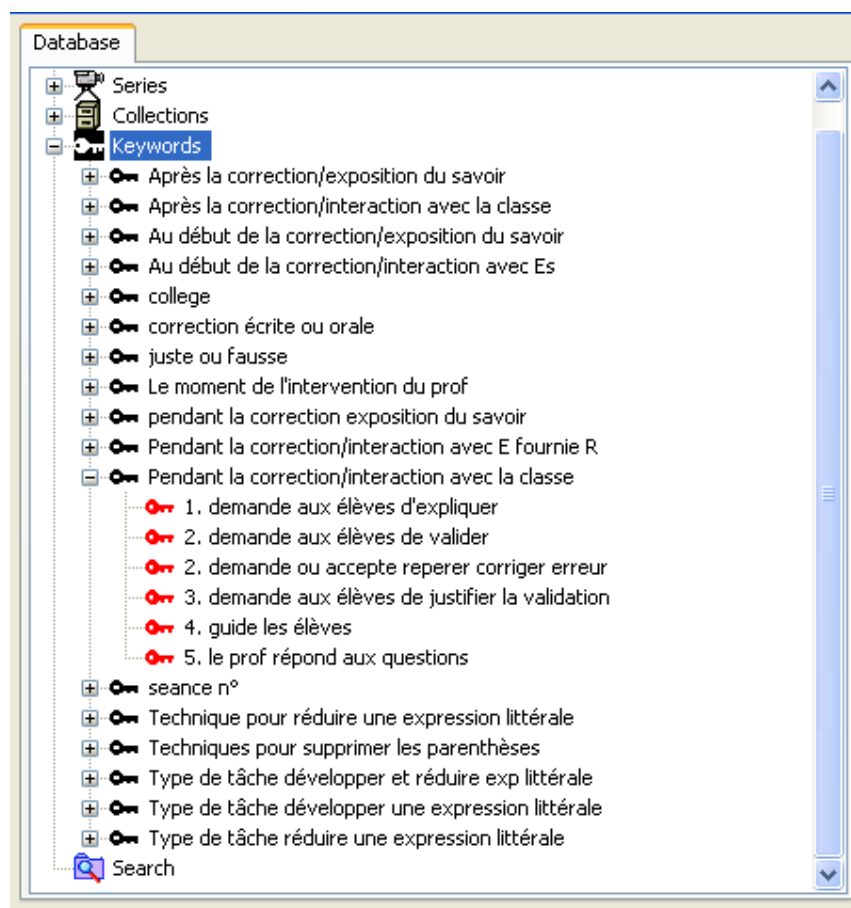 Database
Series
Collections
Keywords
Après la correction/exposition du savoir
Après la correction/interaction avec la classe
Au début de la correction/exposition du savoir
Au début de la correction/interaction avec Es
college
correction écrite ou orale
juste ou fausse
Le moment de l'intervention du prof
pendant la correction exposition du savoir
Pendant la correction/interaction avec E fournie R
Pendant la correction/interaction avec la classe
1. demande aux élèves d'expliquer
2. demande aux élèves de valider
2. demande ou accepte reperer corriger erreur
3. demande aux élèves de justifier la validation
4. guide les élèves
5. le prof répond aux questions
seance n°
Technique pour réduire une expression littérale
Techniques pour supprimer les parenthèses
Type de tâche développer et réduire exp littérale
Type de tâche développer une expression littérale
Type de tâche réduire une expression littérale
Search